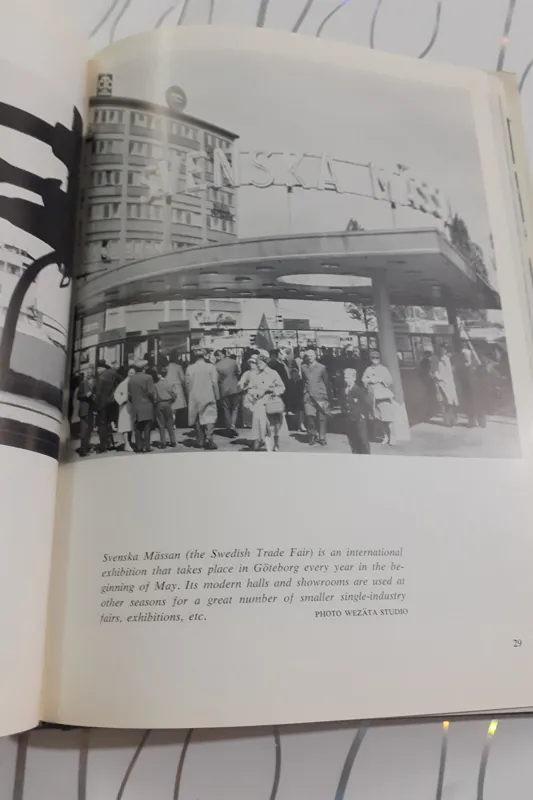 SVENSKA MÄSSAN
Svenska Mässan (the Swedish Trade Fair) is an international
exhibition that takes place in Göteborg every year in the be-
ginning of May. Its modern halls and showrooms are used at
other seasons for a great number of smaller single-industry
fairs, exhibitions, etc.
PHOTO WEZÄTA STUDIO
29